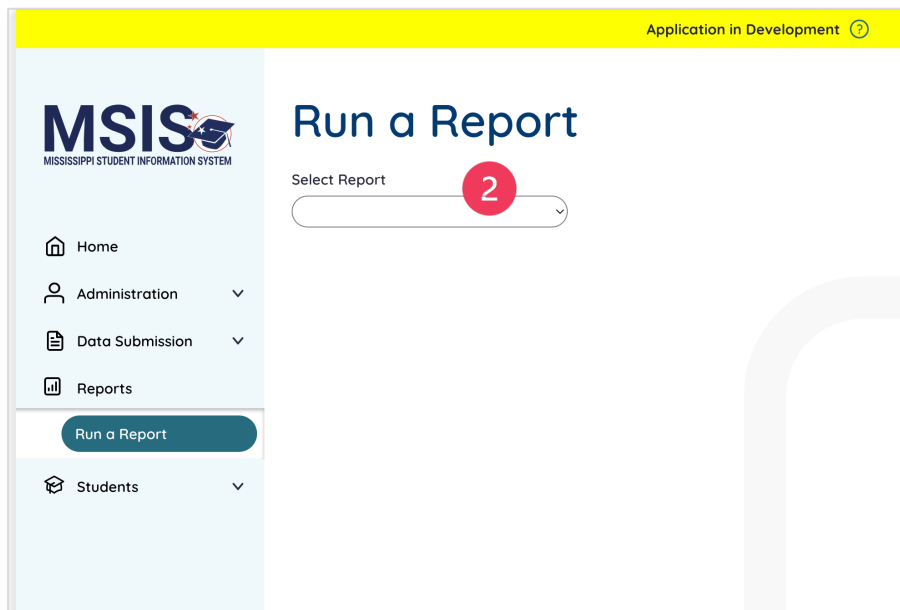 Application in Development ?
MSIS
MISSISSIPPI STUDENT INFORMATION SYSTEM
Run a Report
Select Report
2
Home
Administration
Data Submission
Reports
Run a Report
Students